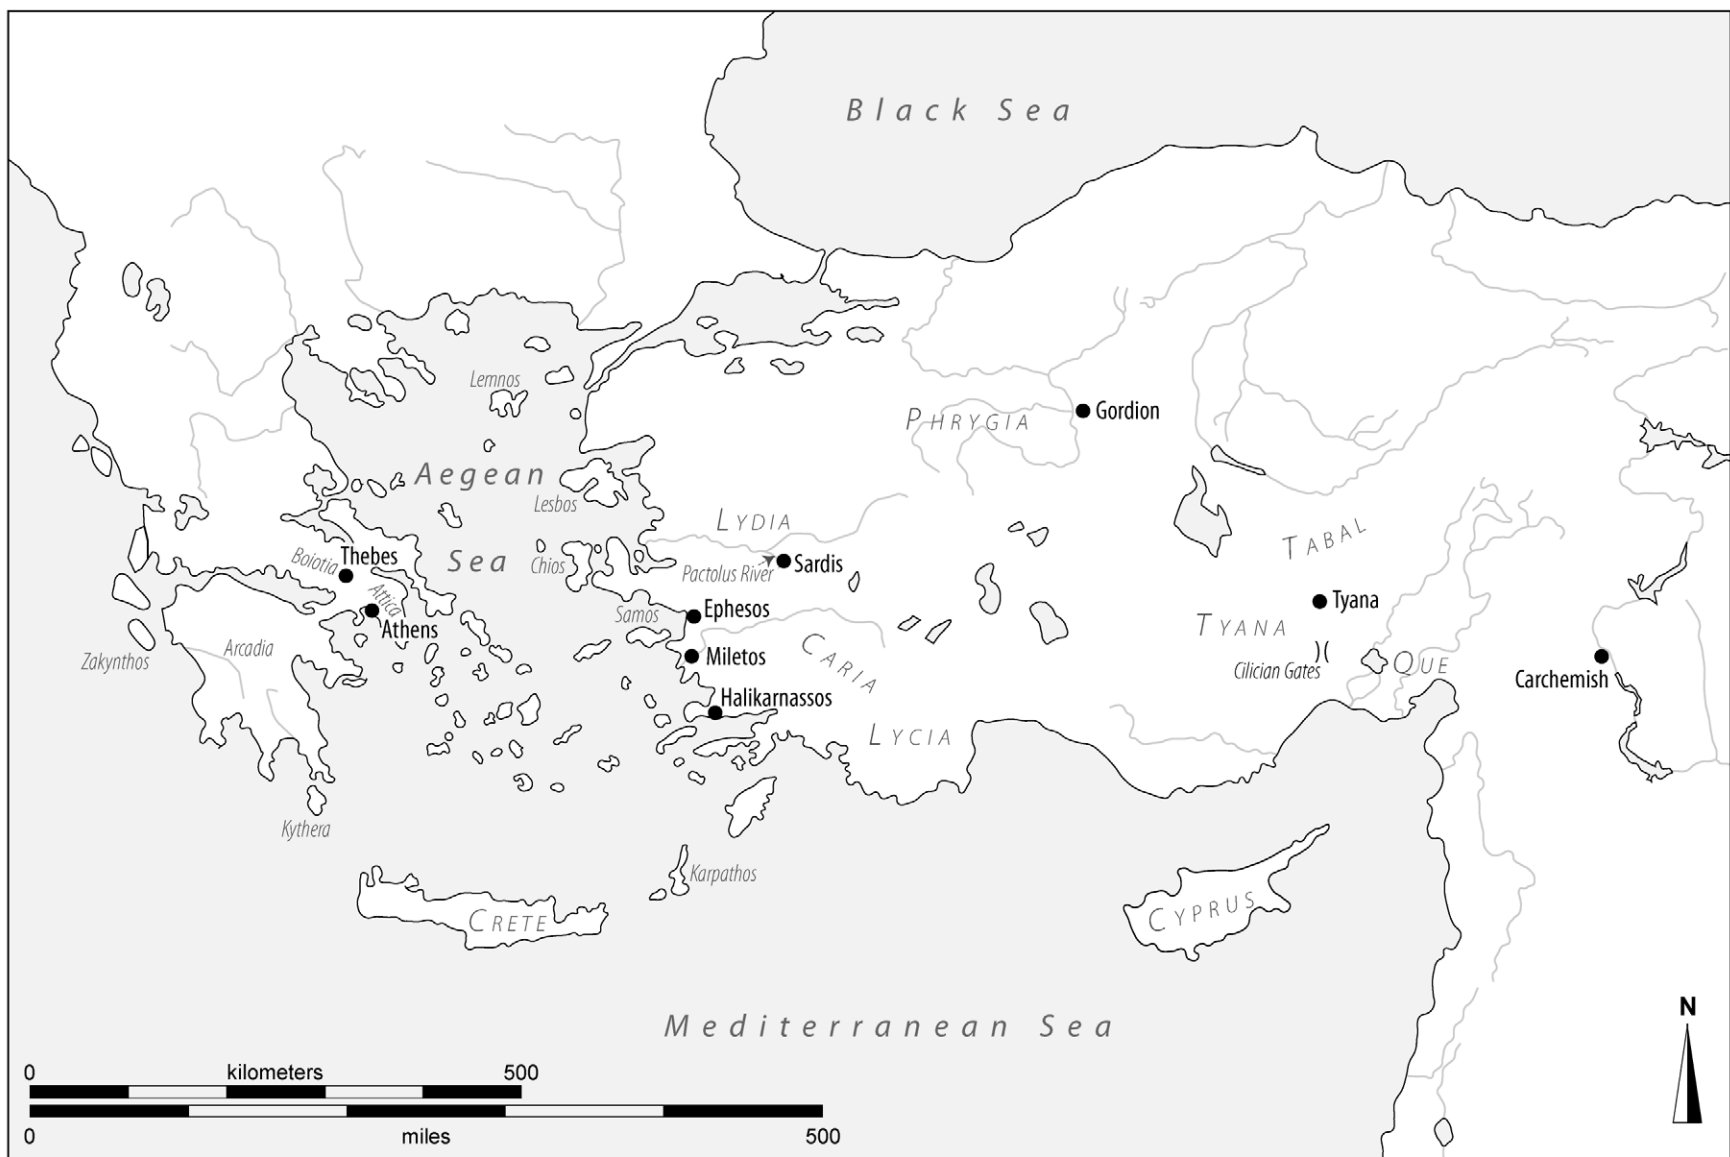 Black Sea
Lemnos
PHRYGIA
Gordion
Aegean
Sea
Lesbos
LYDIA
TABAL
Boiotia
Thebes
Chios
Pactolus River
Sardis
Attica
Athens
Samos
Ephesos
Tyana
TYANA
Zakynthos
Arcadia
Miletos
CARIA
Cilician Gates
QUE
Carchemish
Halikarnassos
LYCIA
Kythera
Karpathos
CRETE
CYPRUS
Mediterranean Sea
N
0 kilometers 500
0 miles 500